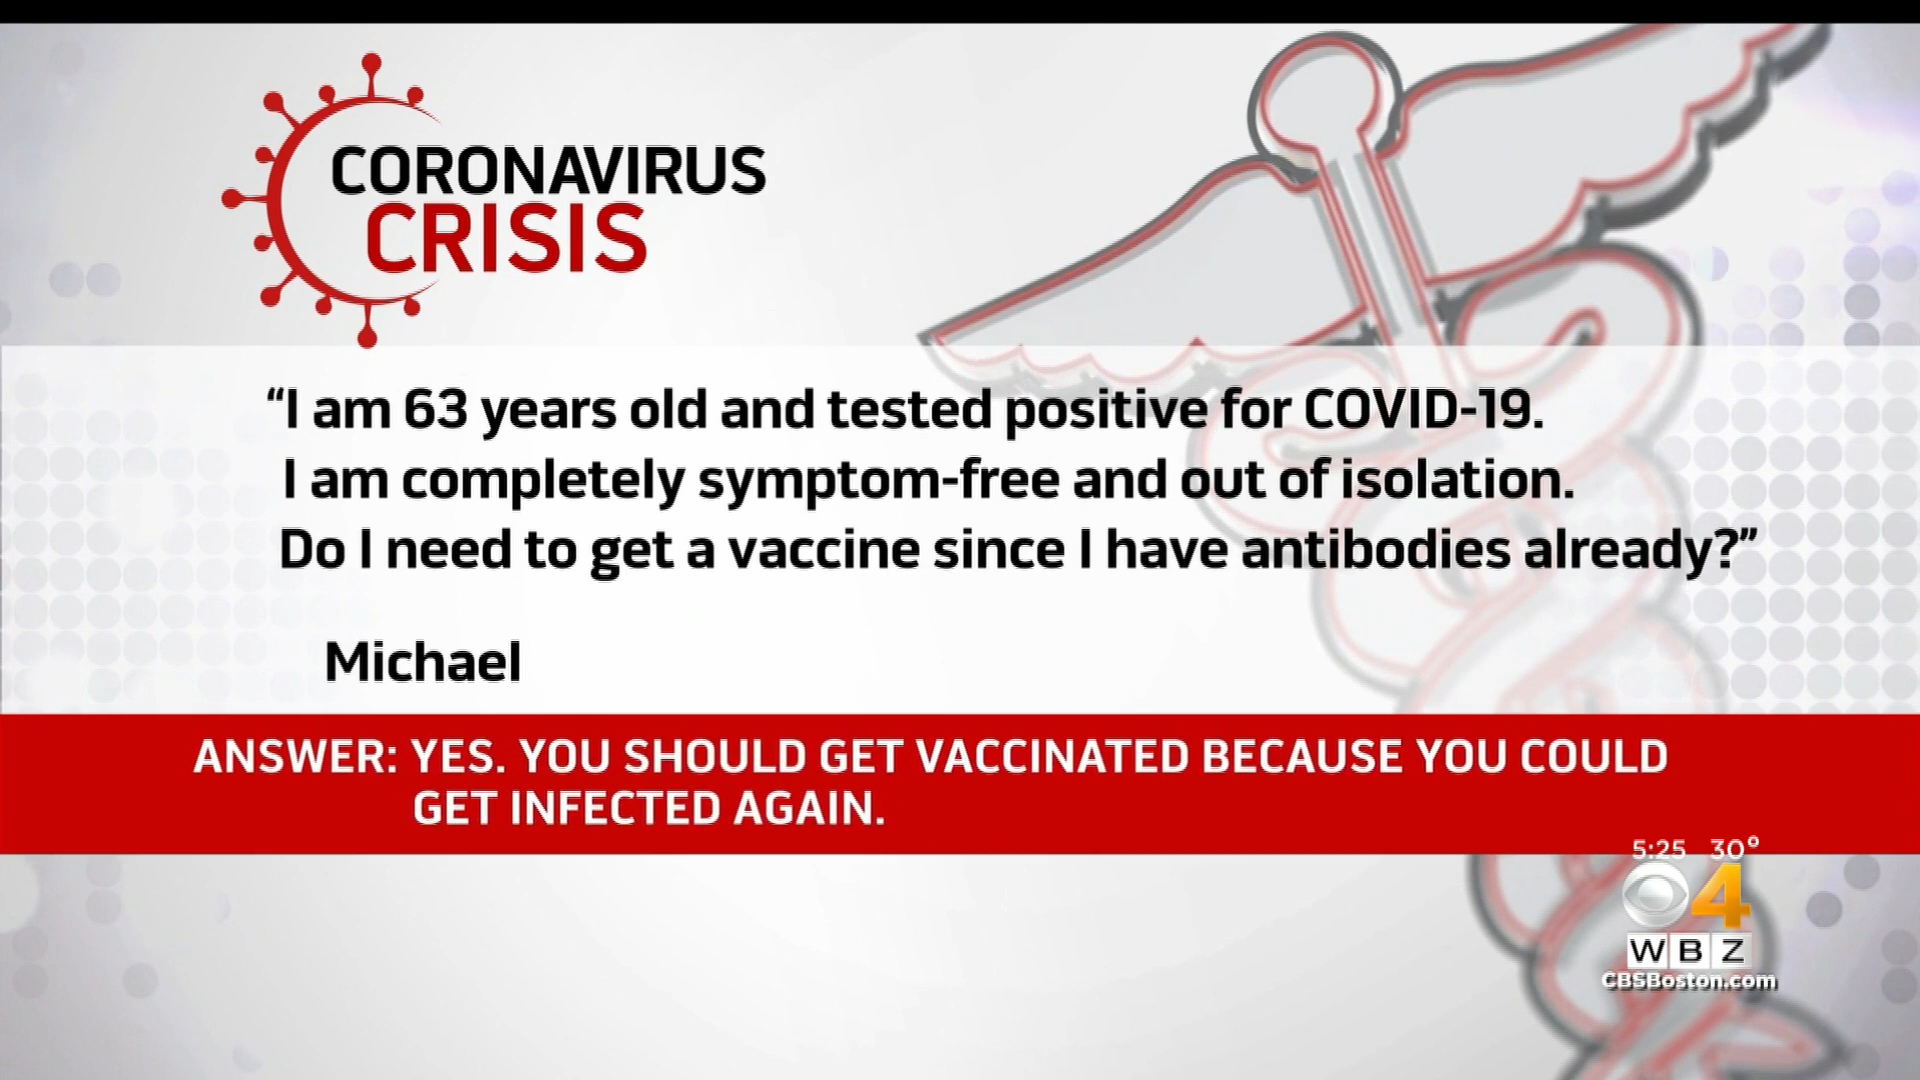 CORONAVIRUS
CRISIS
“I am 63 years old and tested positive for COVID-19.
I am completely symptom-free and out of isolation.
Do I need to get a vaccine since I have antibodies already?”
Michael
ANSWER: YES. YOU SHOULD GET VACCINATED BECAUSE YOU COULD
GET INFECTED AGAIN.
5:25 30°
4
WBZ
CBSBoston.com